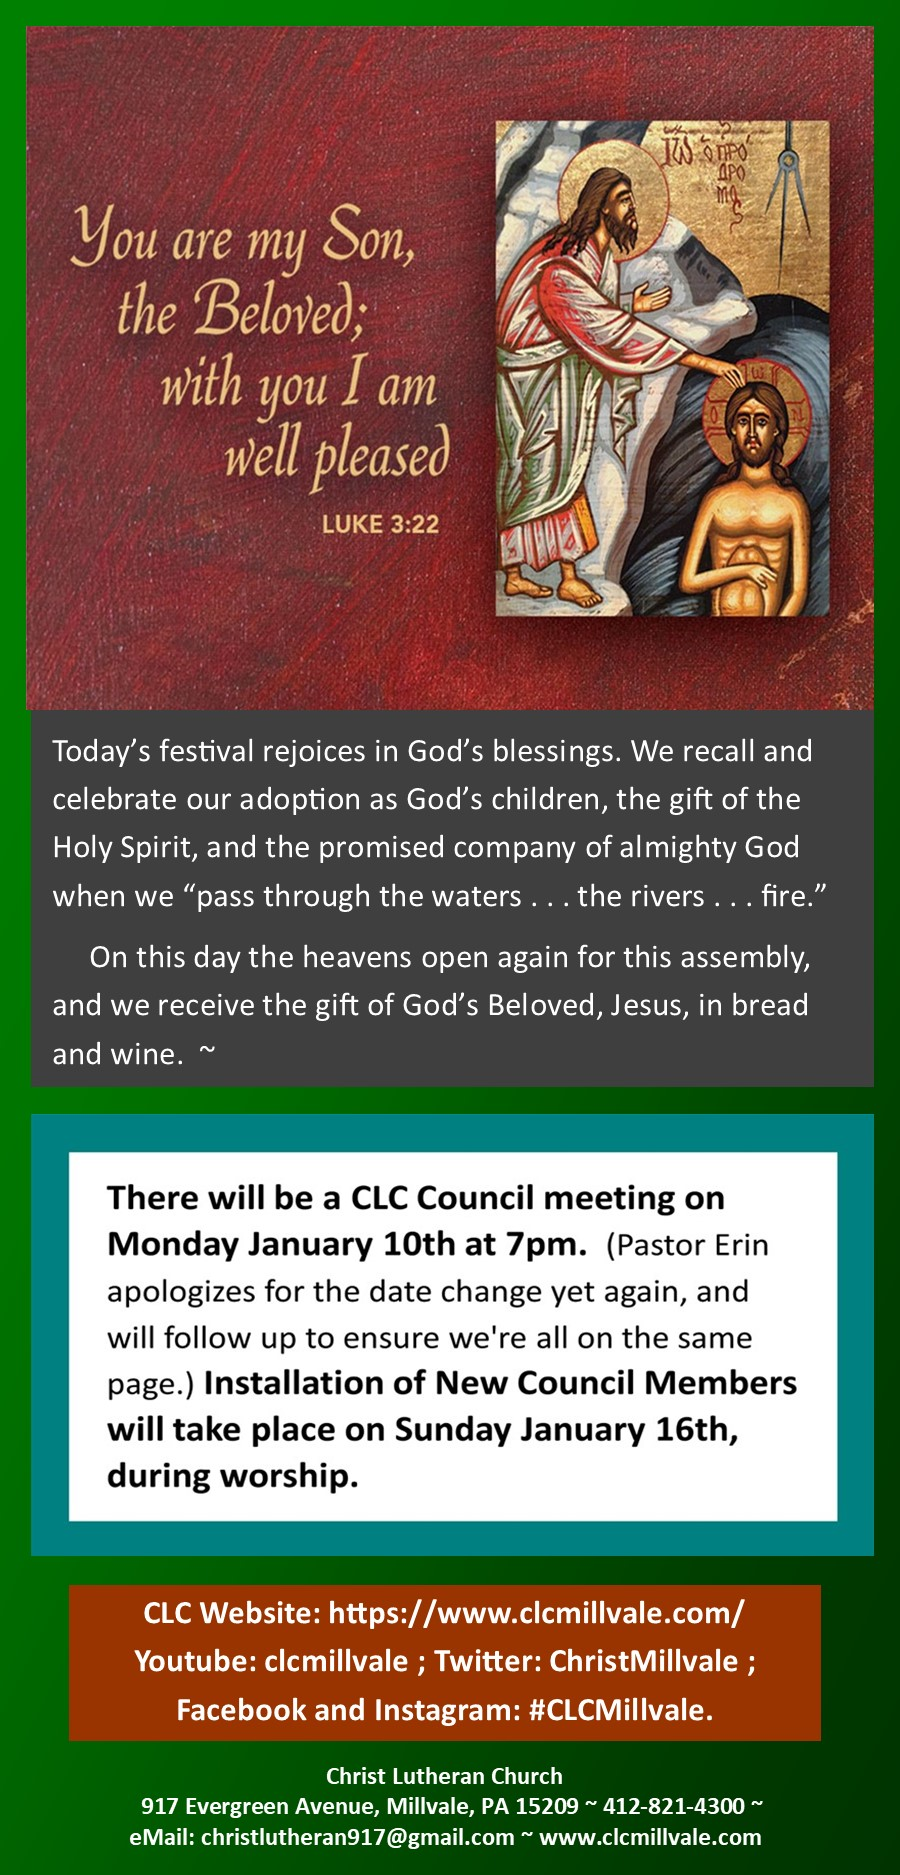 You are my Son,
the Beloved;
with you I am
well pleased
LUKE 3:22
Ἰῶ ὁ ΠΡΟ
ΔΡΟ
Μος
Today’s festival rejoices in God’s blessings. We recall and
celebrate our adoption as God’s children, the gift of the
Holy Spirit, and the promised company of almighty God
when we “pass through the waters . . . the rivers . . . fire.”
On this day the heavens open again for this assembly,
and we receive the gift of God’s Beloved, Jesus, in bread
and wine. ~
There will be a CLC Council meeting on
Monday January 10th at 7pm. (Pastor Erin
apologizes for the date change yet again, and
will follow up to ensure we're all on the same
page.) Installation of New Council Members
will take place on Sunday January 16th,
during worship.
CLC Website: https://www.clcmillvale.com/
Youtube: clcmillvale ; Twitter: ChristMillvale ;
Facebook and Instagram: #CLCMillvale.
Christ Lutheran Church
917 Evergreen Avenue, Millvale, PA 15209 ~ 412-821-4300 ~
eMail: christlutheran917@gmail.com ~ www.clcmillvale.com